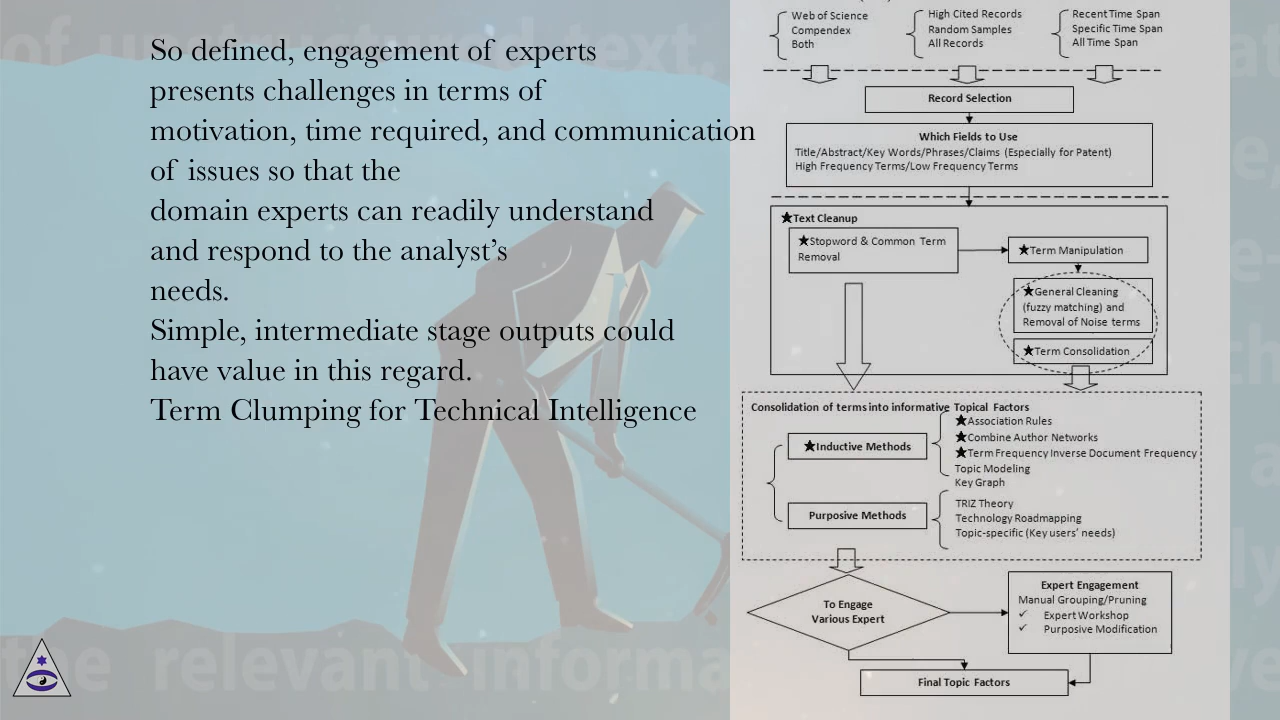 So defined, engagement of experts
presents challenges in terms of
motivation, time required, and communication
of issues so that the
domain experts can readily understand
and respond to the analyst's
needs.
Simple, intermediate stage outputs could
have value in this regard.
Term Clumping for Technical Intelligence
Web of Science
Compendex
Both
High Cited Records
Random Samples
All Records
Recent Time Span
Specific Time Span
All Time Span
Record Selection
Which Fields to Use
Title/Abstract/Key Words/Phrases/Claims (Especially for Patent)
High Frequency Terms/Low Frequency Terms
★Text Cleanup
★Stopword & Common Term
Removal
★Term Manipulation
★General Cleaning
(fuzzy matching) and
Removal of Noise terms
★Term Consolidation
Consolidation of terms into informative Topical Factors
★Inductive Methods
★Association Rules
★Combine Author Networks
★Term Frequency Inverse Document Frequency
Topic Modeling
Key Graph
Purposive Methods
TRIZ Theory
Technology Roadmapping
Topic-specific (Key users' needs)
To Engage
Various Expert
Expert Engagement
Manual Grouping/Pruning
✓ Expert Workshop
✓ Purposive Modification
Final Topic Factors
of unstructured text.
the relevant informa